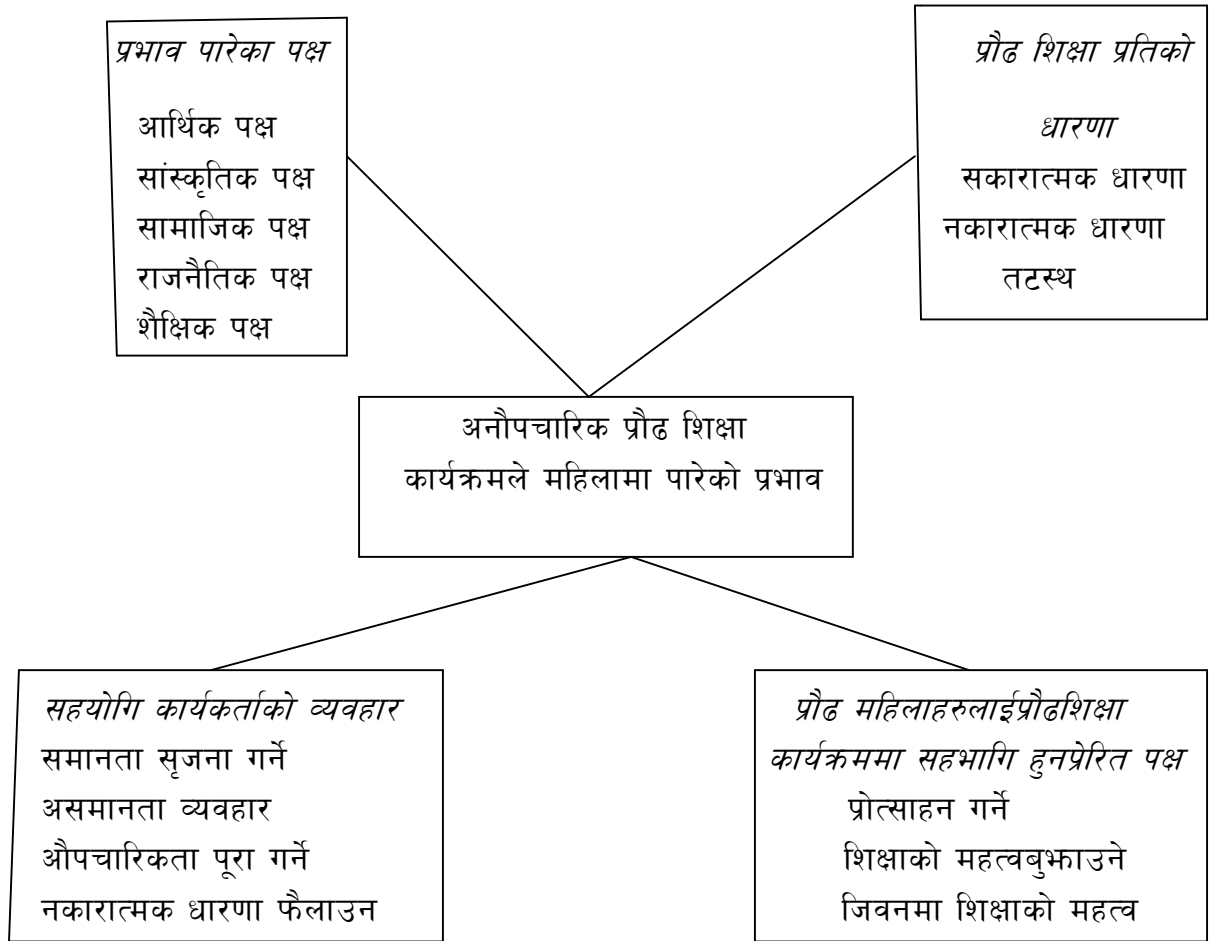 प्रभाव पारेका पक्ष
आर्थिक पक्ष
सांस्कृतिक पक्ष
सामाजिक पक्ष
राजनैतिक पक्ष
शैक्षिक पक्ष
प्रौढ शिक्षा प्रतिको
धारणा
सकारात्मक धारणा
नकारात्मक धारणा
तटस्थ
अनौपचारिक प्रौढ शिक्षा
कार्यक्रमले महिलामा पारेको प्रभाव
सहयोगि कार्यकर्ताको व्यवहार
समानता सृजना गर्ने
असमानता व्यवहार
औपचारिकता पूरा गर्ने
नकारात्मक धारणा फैलाउन
प्रौढ महिलाहरुलाईप्रौढशिक्षा
कार्यक्रममा सहभागि हुनप्रेरित पक्ष
प्रोत्साहन गर्ने
शिक्षाको महत्वबुझाउने
जिवनमा शिक्षाको महत्व